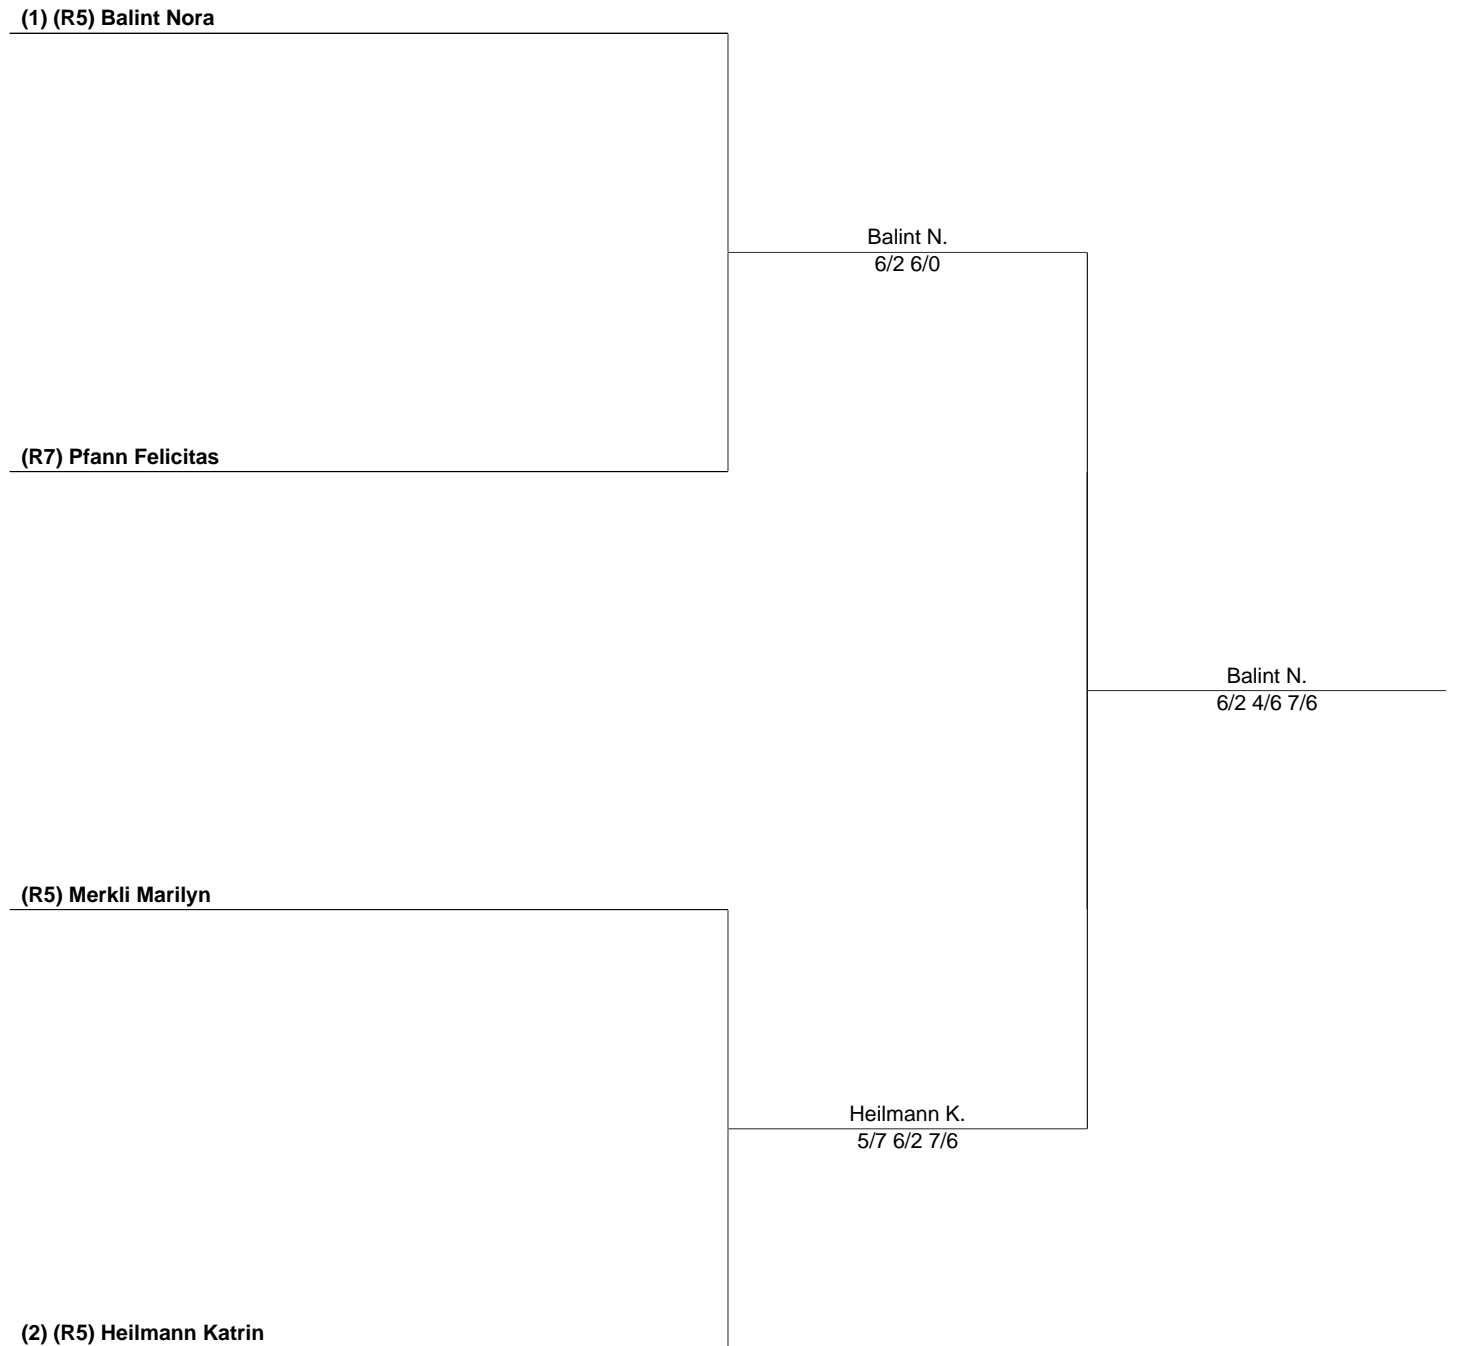 (1) (R5) Balint Nora
Balint N.
6/2 6/0
(R7) Pfann Felicitas
Balint N.
6/2 4/6 7/6
(R5) Merkli Marilyn
Heilmann K.
5/7 6/2 7/6
(2) (R5) Heilmann Katrin